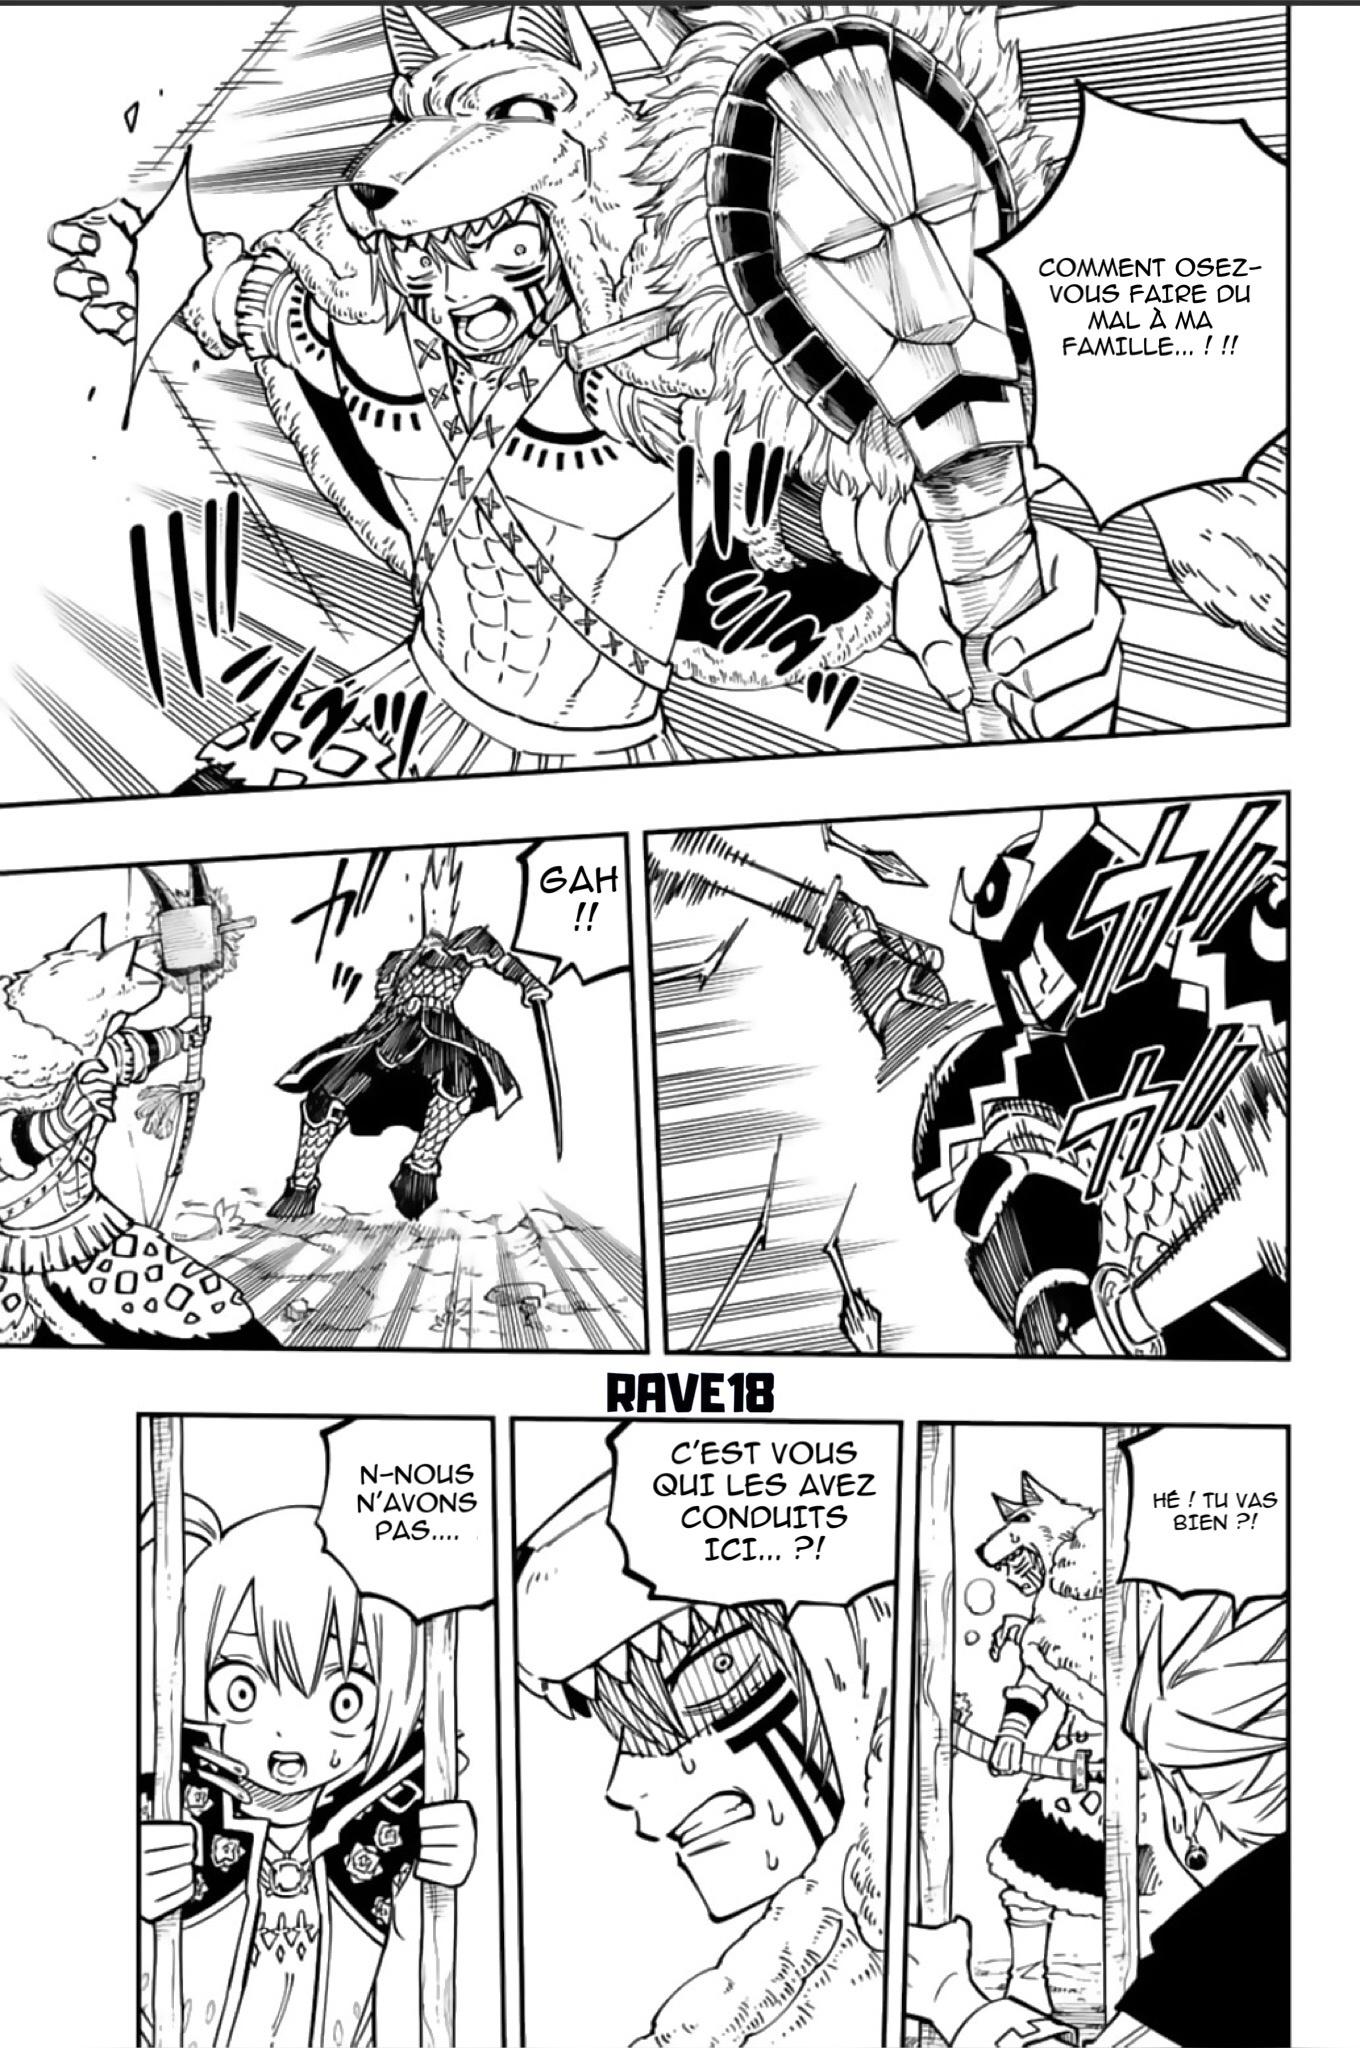 COMMENT OSEZ-
VOUS FAIRE DU
MAL À MA
FAMILLE... ! !!
GAH
!!
RAVE18
HÉ ! TU VAS
BIEN ?!
C'EST VOUS
QUI LES AVEZ
CONDUITS
ICI... ?!
N-NOUS
N'AVONS
PAS....